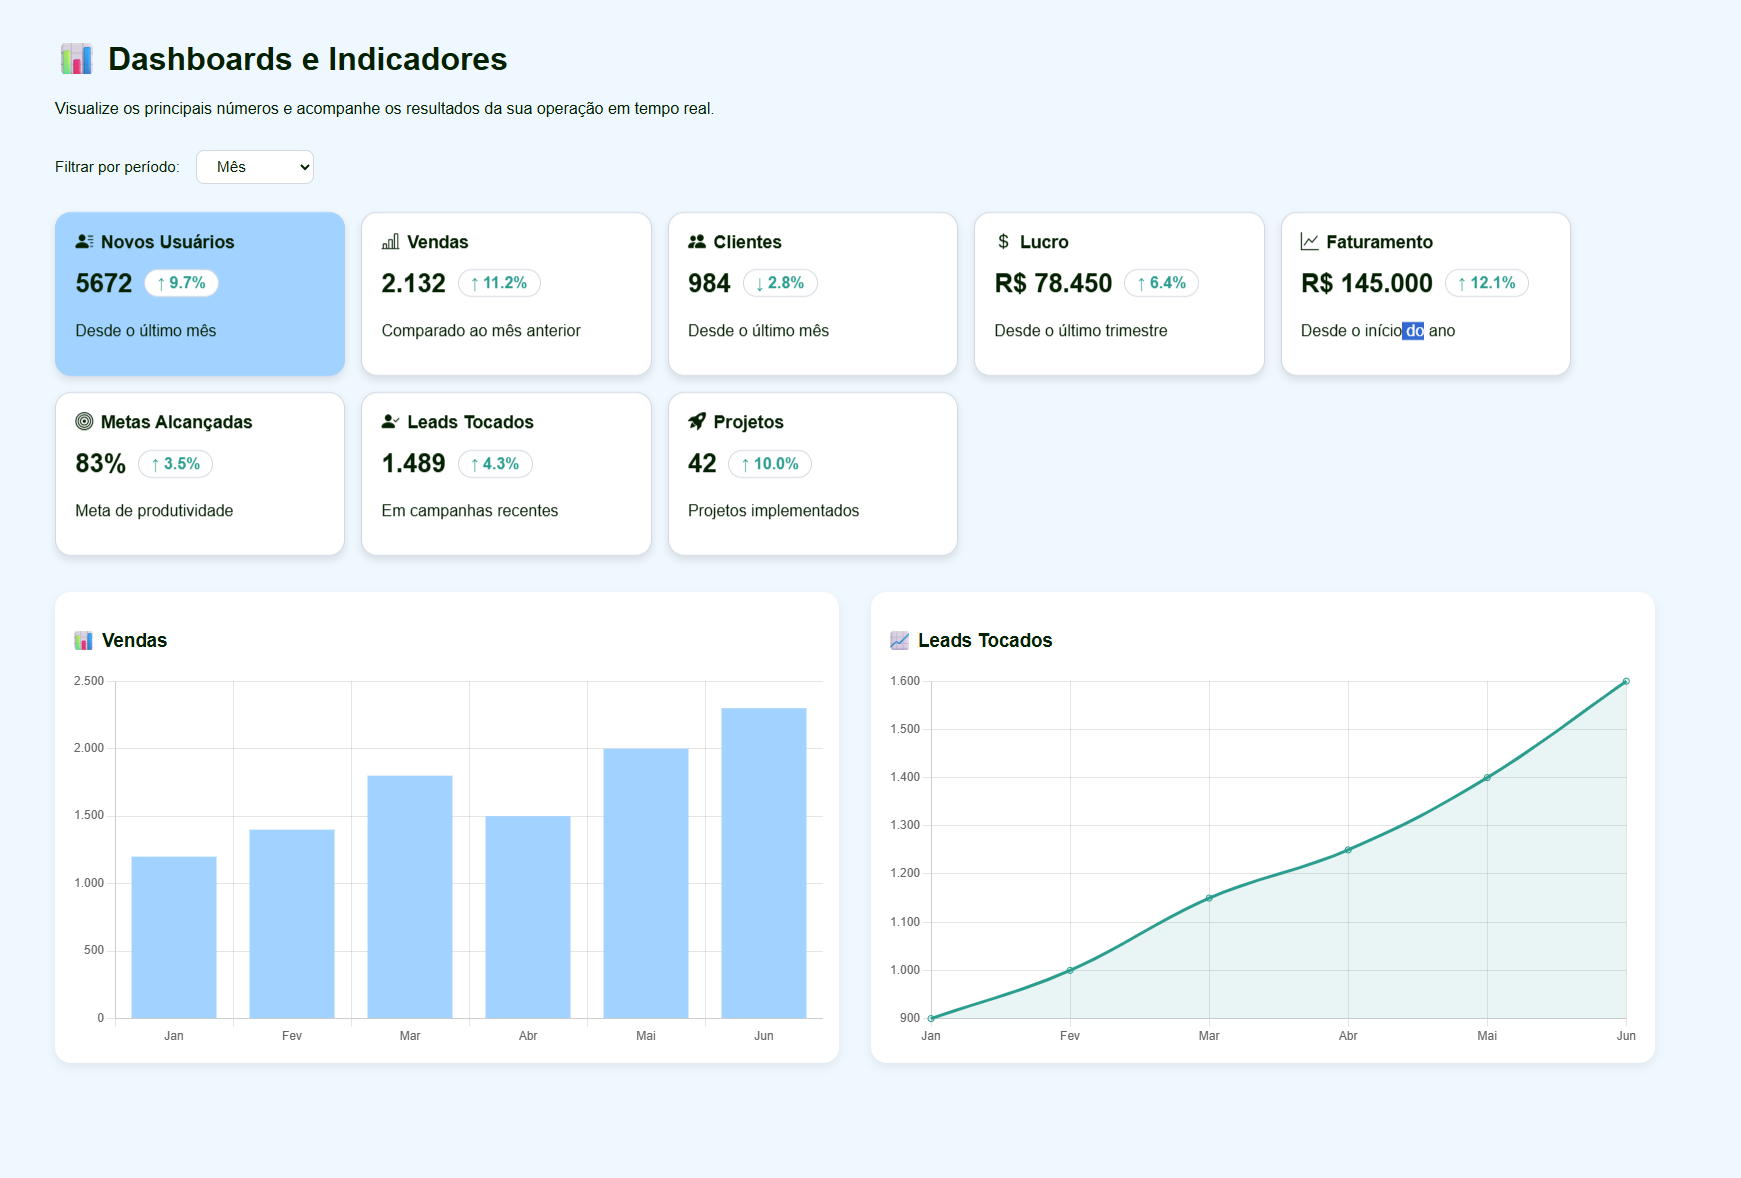 Dashboards e Indicadores
Visualize os principais números e acompanhe os resultados da sua operação em tempo real.
Filtrar por período: Mês
Novos Usuários
5672 ↑ 9.7%
Desde o último mês
Vendas
2.132 ↑ 11.2%
Comparado ao mês anterior
Clientes
984 ↓ 2.8%
Desde o último mês
$ Lucro
R$ 78.450 ↑ 6.4%
Desde o último trimestre
Faturamento
R$ 145.000 ↑ 12.1%
Desde o início do ano
Metas Alcançadas
83% ↑ 3.5%
Meta de produtividade
Leads Tocados
1.489 ↑ 4.3%
Em campanhas recentes
Projetos
42 ↑ 10.0%
Projetos implementados
Vendas
2.500
2.000
1.500
1.000
500
0
Jan Fev Mar Abr Mai Jun
Leads Tocados
1.600
1.500
1.400
1.300
1.200
1.100
1.000
900
Jan Fev Mar Abr Mai Jun